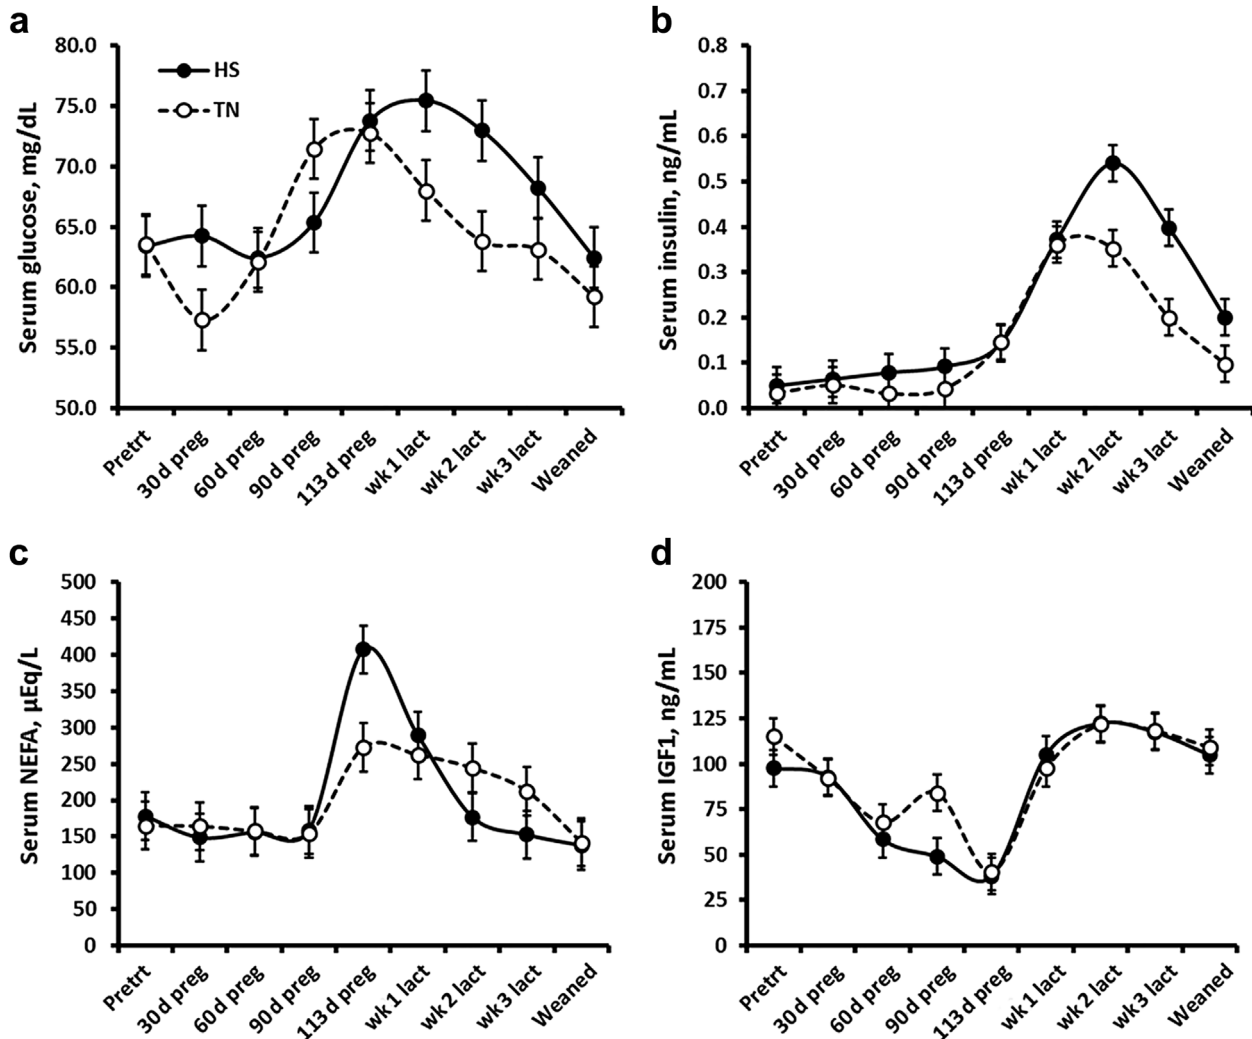 a
80.0
75.0
70.0
65.0
60.0
55.0
50.0
Serum glucose, mg/dL
HS
TN
Pretrt
30 d preg
60 d preg
90 d preg
113 d preg
wk 1 lact
wk 2 lact
wk 3 lact
Weaned
b
0.8
0.7
0.6
0.5
0.4
0.3
0.2
0.1
0.0
Serum insulin, ng/mL
Pretrt
30 d preg
60 d preg
90 d preg
113 d preg
wk 1 lact
wk 2 lact
wk 3 lact
Weaned
c
500
450
400
350
300
250
200
150
100
50
0
Serum NEFA, µEq/L
Pretrt
30 d preg
60 d preg
90 d preg
113 d preg
wk 1 lact
wk 2 lact
wk 3 lact
Weaned
d
200
175
150
125
100
75
50
25
0
Serum IGF1, ng/mL
Pretrt
30 d preg
60 d preg
90 d preg
113 d preg
wk 1 lact
wk 2 lact
wk 3 lact
Weaned